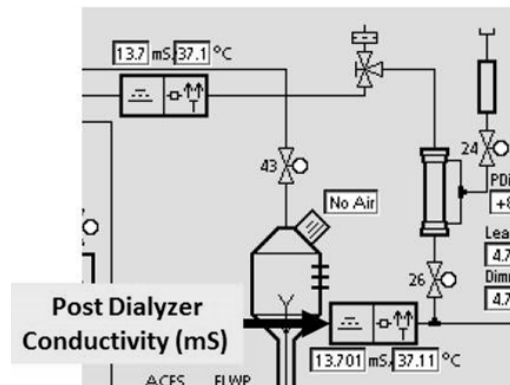 13.7 mS/ 37.1 °C
43
24
No Air
PDi
+8
Lea
4.7
26
Dim
4.7
Post Dialyzer
Conductivity (mS)
13.701 mS/ 37.11 °C
ACFS FLWP